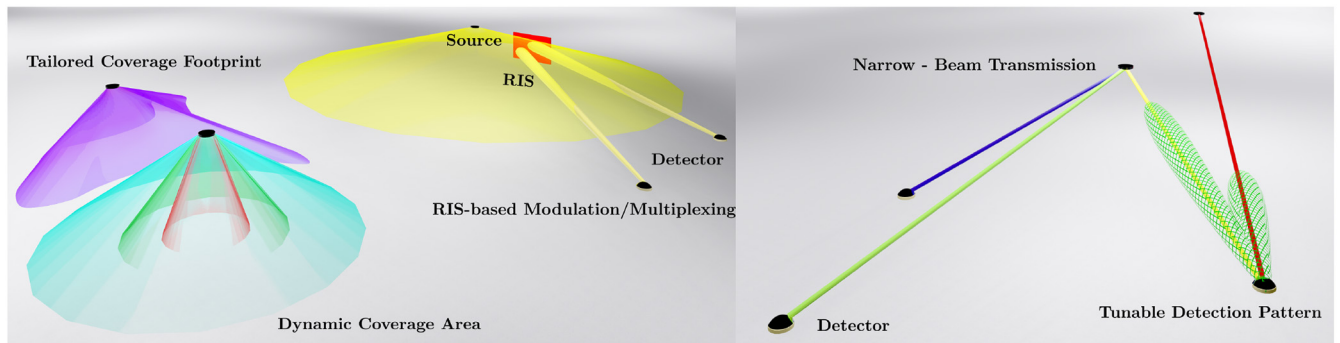 Tailored Coverage Footprint
Source
RIS
Detector
RIS-based Modulation/Multiplexing
Dynamic Coverage Area
Narrow - Beam Transmission
Detector
Tunable Detection Pattern